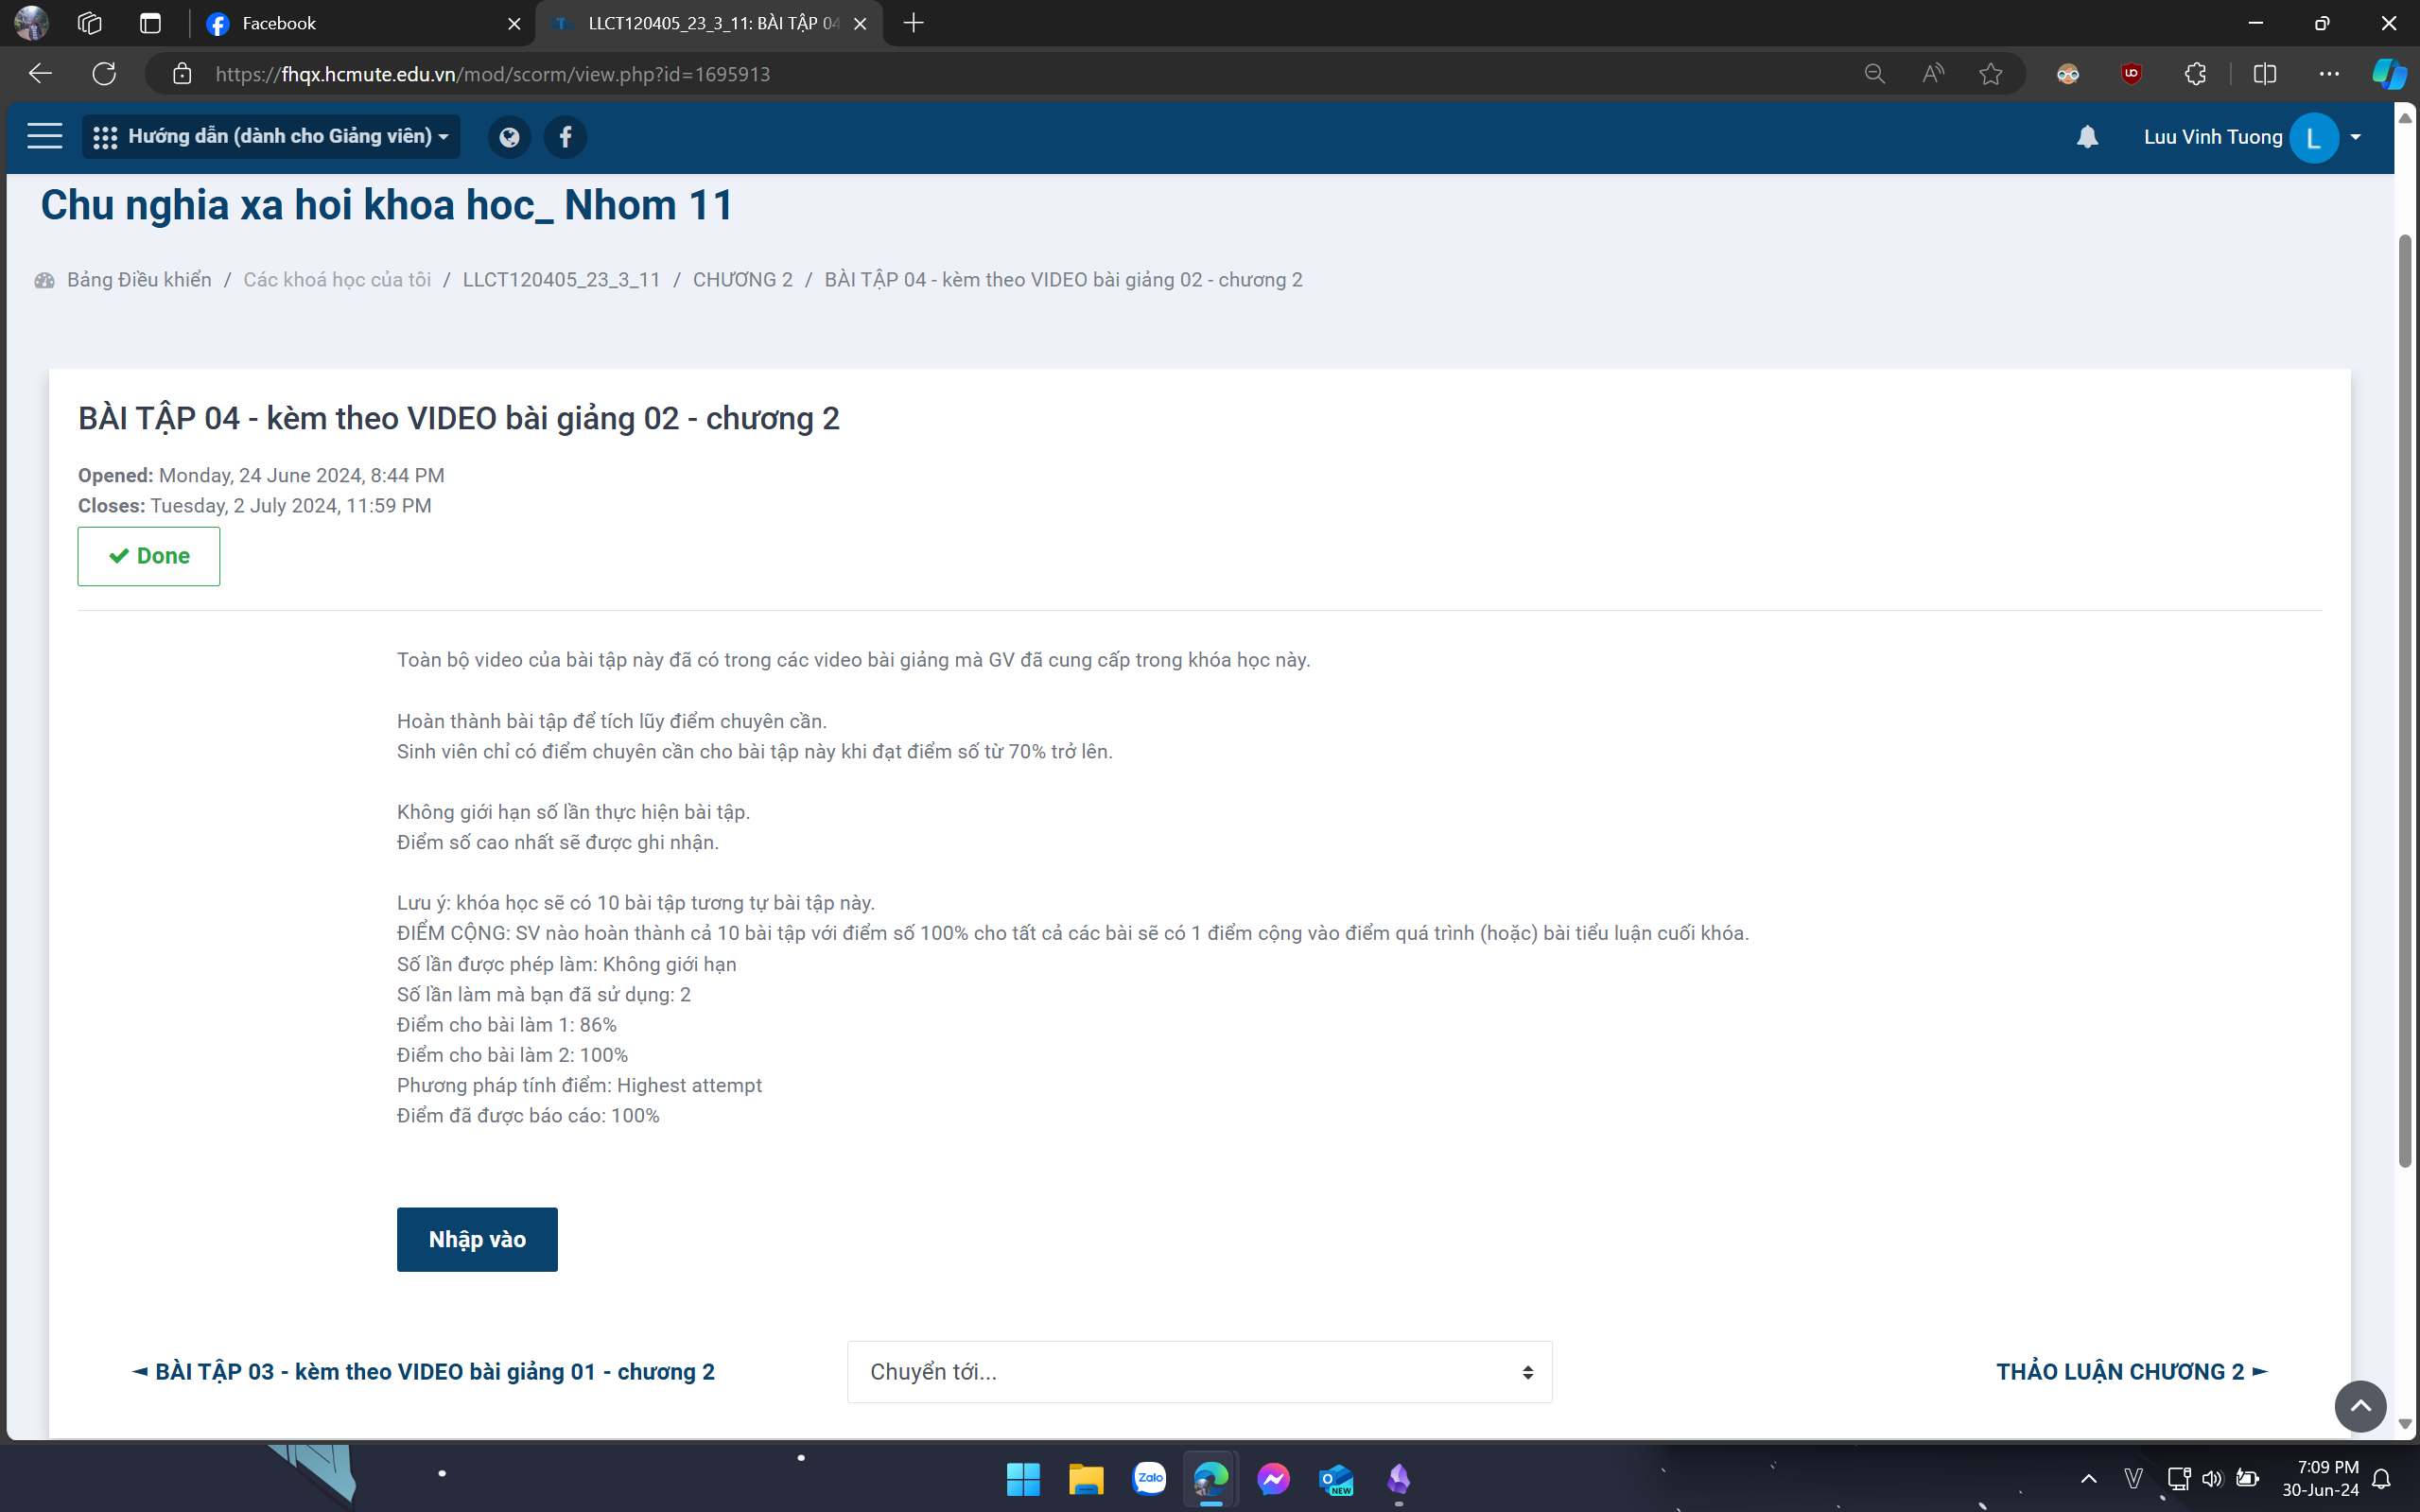 Facebook
LLCT120405_23_3_11: BÀI TẬP 04
https://fhqx.hcmute.edu.vn/mod/scorm/view.php?id=1695913
Hướng dẫn (dành cho Giảng viên)
Luu Vinh Tuong
L
Chu nghia xa hoi khoa hoc_ Nhom 11
Bảng Điều khiển / Các khoá học của tôi / LLCT120405_23_3_11 / CHƯƠNG 2 / BÀI TẬP 04 - kèm theo VIDEO bài giảng 02 - chương 2
BÀI TẬP 04 - kèm theo VIDEO bài giảng 02 - chương 2
Opened: Monday, 24 June 2024, 8:44 PM
Closes: Tuesday, 2 July 2024, 11:59 PM
Done
Toàn bộ video của bài tập này đã có trong các video bài giảng mà GV đã cung cấp trong khóa học này.
Hoàn thành bài tập để tích lũy điểm chuyên cần.
Sinh viên chỉ có điểm chuyên cần cho bài tập này khi đạt điểm số từ 70% trở lên.
Không giới hạn số lần thực hiện bài tập.
Điểm số cao nhất sẽ được ghi nhận.
Lưu ý: khóa học sẽ có 10 bài tập tương tự bài tập này.
ĐIỂM CỘNG: SV nào hoàn thành cả 10 bài tập với điểm số 100% cho tất cả các bài sẽ có 1 điểm cộng vào điểm quá trình (hoặc) bài tiểu luận cuối khóa.
Số lần được phép làm: Không giới hạn
Số lần làm mà bạn đã sử dụng: 2
Điểm cho bài làm 1: 86%
Điểm cho bài làm 2: 100%
Phương pháp tính điểm: Highest attempt
Điểm đã được báo cáo: 100%
Nhập vào
◄ BÀI TẬP 03 - kèm theo VIDEO bài giảng 01 - chương 2
Chuyển tới...
THẢO LUẬN CHƯƠNG 2 ►
Zalo
NEW
7:09 PM
30-Jun-24